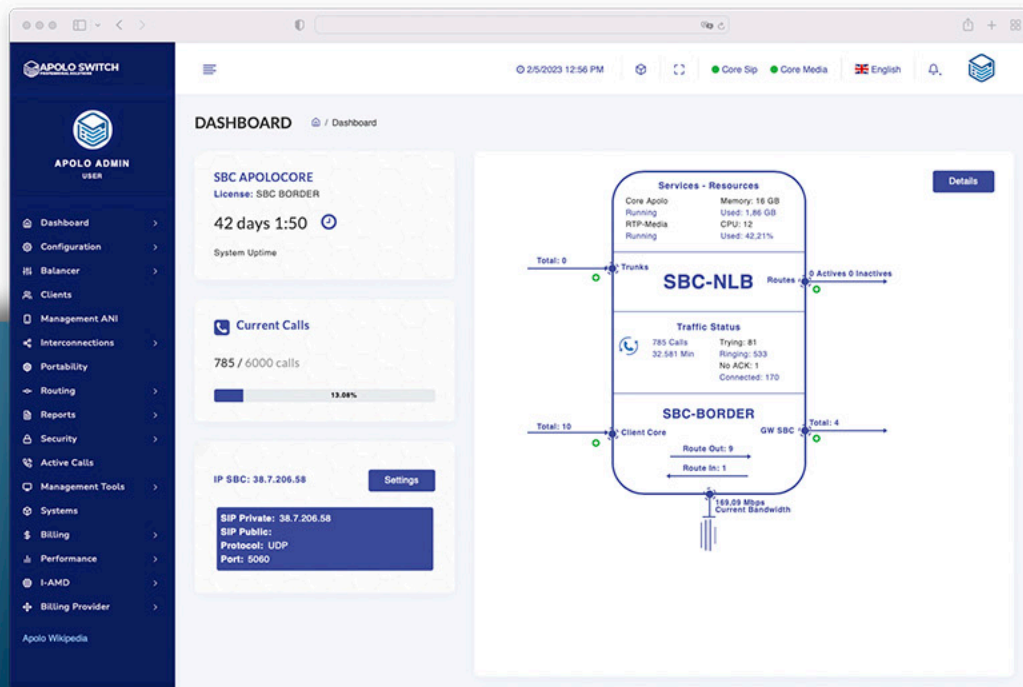 APOLO SWITCH
2/5/2023 12:56 PM
Core Sip
Core Media
English
APOLO ADMIN
USER
Dashboard
Configuration
Balancer
Clients
Management ANI
Interconnections
Portability
Routing
Reports
Security
Active Calls
Management Tools
Systems
Billing
Performance
I-AMD
Billing Provider
Apolo Wikipedia
DASHBOARD
/ Dashboard
SBC APOLOCORE
License: SBC BORDER
42 days 1:50
System Uptime
Current Calls
785 / 6000 calls
13.08%
IP SBC: 38.7.206.58
Settings
SIP Private: 38.7.206.58
SIP Public:
Protocol: UDP
Port: 5060
Details
Services - Resources
Core Apolo
Running
RTP-Media
Running
Memory: 16 GB
Used: 1,86 GB
CPU: 12
Used: 42,21%
Total: 0
Trunks
SBC-NLB
Routes
0 Actives 0 Inactives
Traffic Status
785 Calls
32.581 Min
Trying: 81
Ringing: 533
No ACK: 1
Connected: 170
SBC-BORDER
Total: 10
Client Core
GW SBC
Total: 4
Route Out: 9
Route In: 1
169,09 Mbps
Current Bandwidth